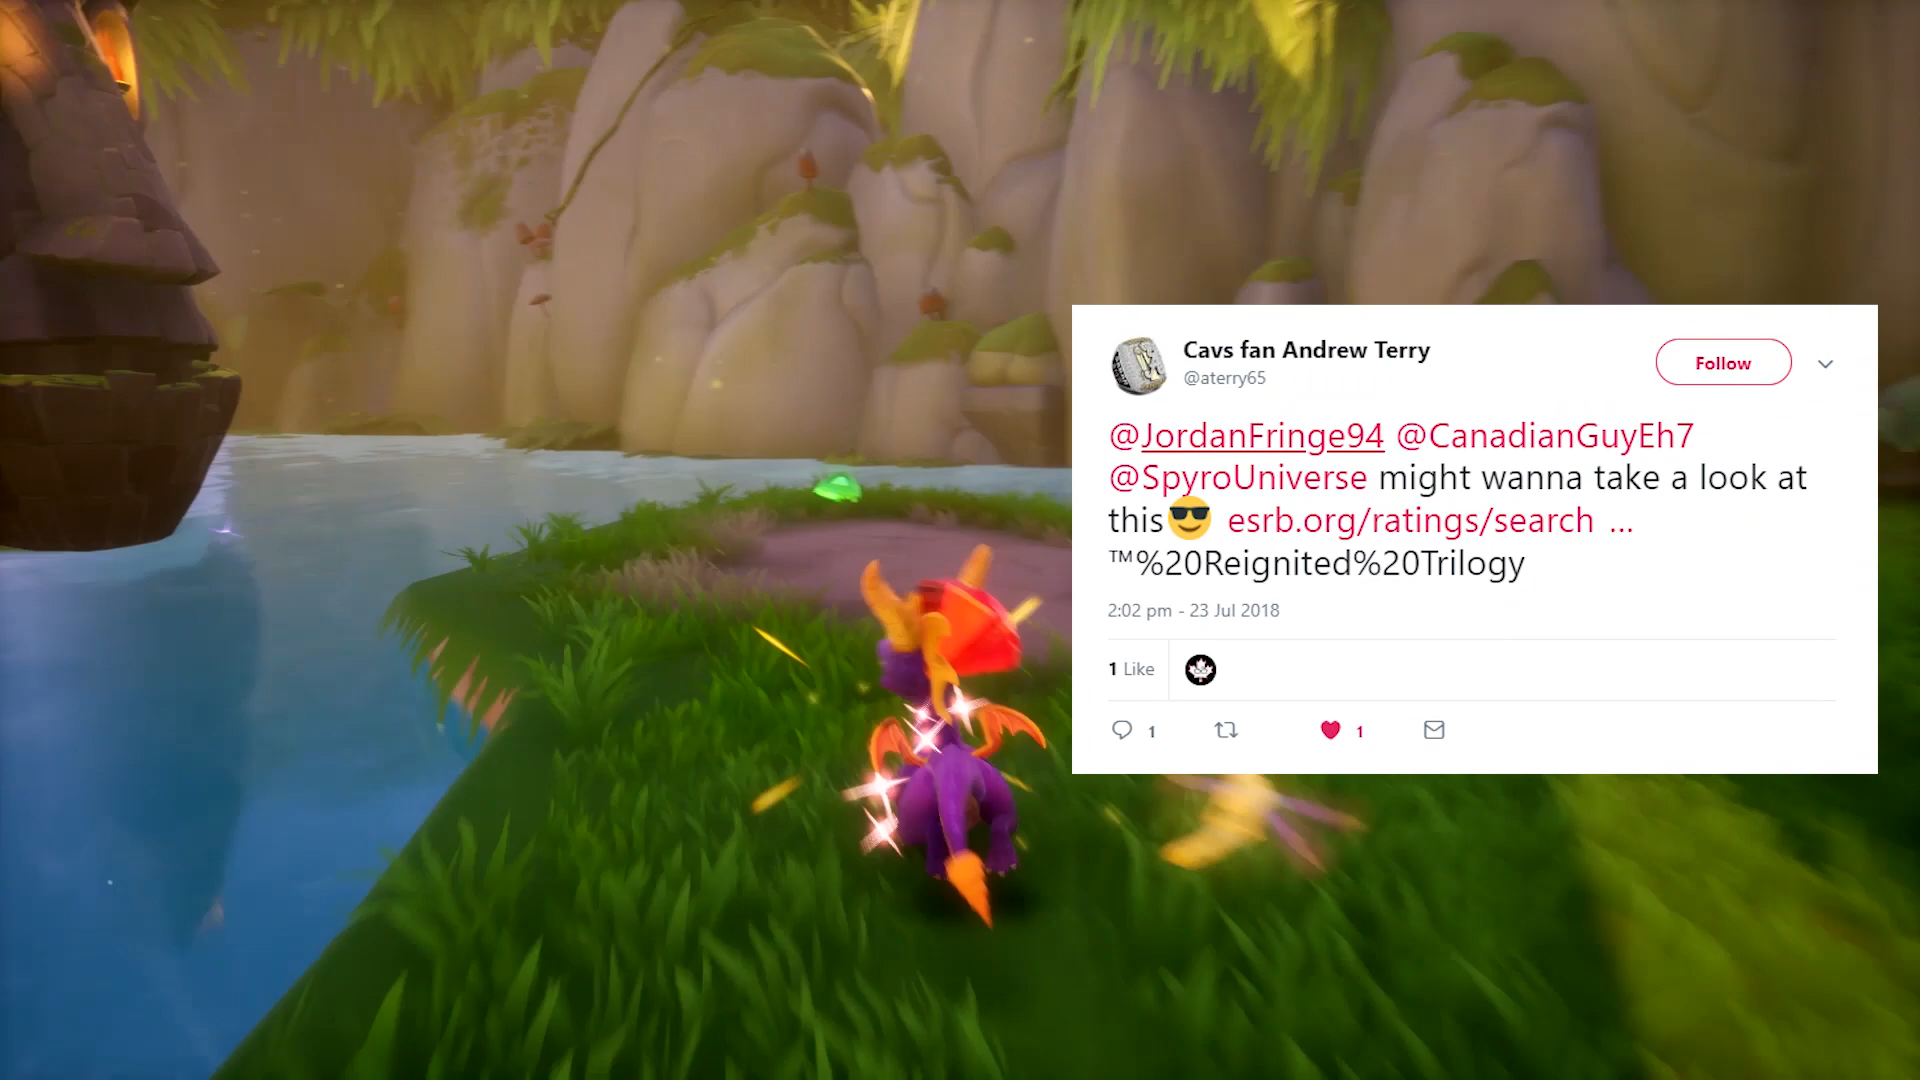 Cavs fan Andrew Terry
@aterry65
Follow
@JordanFringe94 @CanadianGuyEh7
@SpyroUniverse might wanna take a look at
this😎 esrb.org/ratings/search ...
™%20Reignited%20Trilogy
2:02 pm - 23 Jul 2018
1 Like
1
1